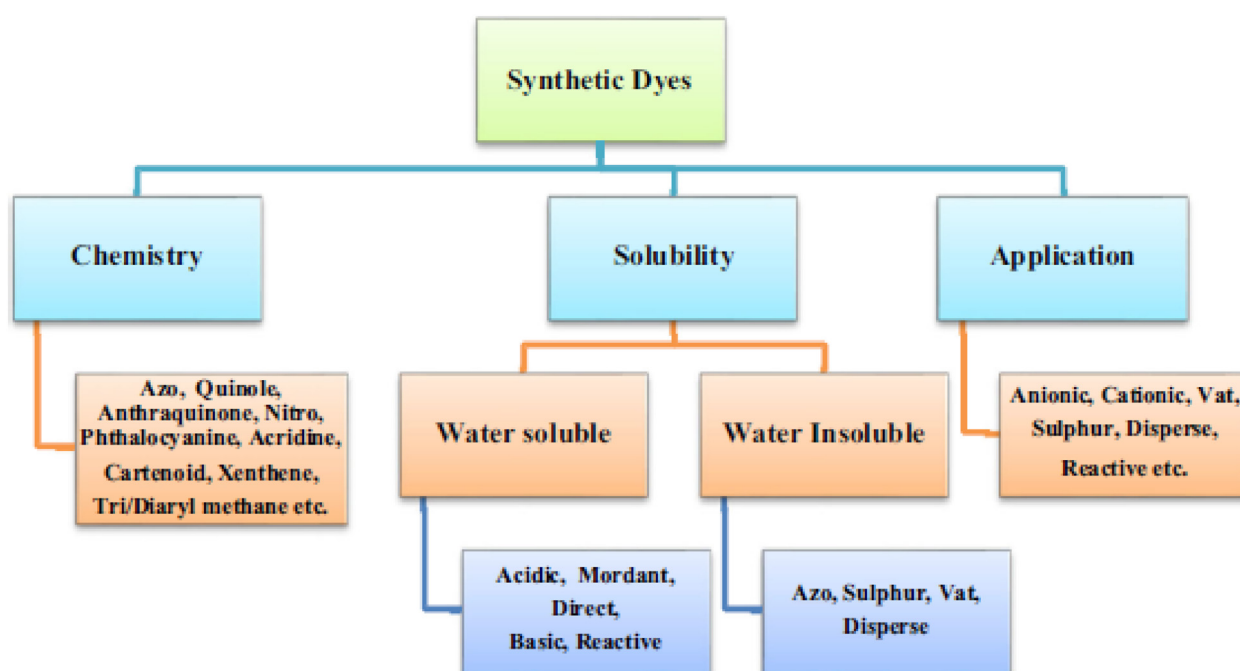 Synthetic Dyes
Chemistry
Solubility
Application
Azo, Quinole,
Anthraquinone, Nitro,
Phthalocyanine, Acridine,
Cartenoid, Xenthene,
Tri/Diaryl methane etc.
Water soluble
Water Insoluble
Anionic, Cationic, Vat,
Sulphur, Disperse,
Reactive etc.
Acidic, Mordant,
Direct,
Basic, Reactive
Azo, Sulphur, Vat,
Disperse